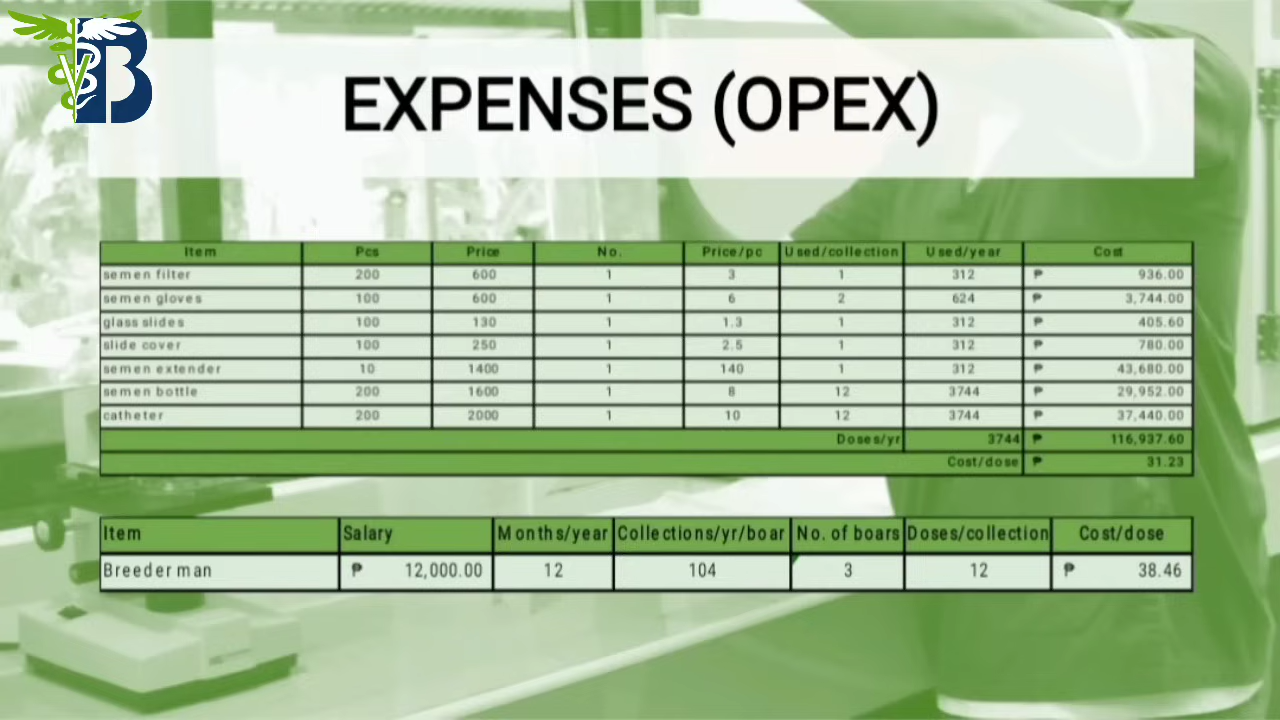 VB
EXPENSES (OPEX)
Item Pcs Price No. Price/pc Used/collection Used/year Cost
semen filter 200 600 1 3 1 312 ₱ 936.00
semen gloves 100 600 1 6 2 624 ₱ 3,744.00
glass slides 100 130 1 1.3 1 312 ₱ 405.60
slide cover 100 250 1 2.5 1 312 ₱ 780.00
semen extender 10 1400 1 140 1 312 ₱ 43,680.00
semen bottle 200 1600 1 8 12 3744 ₱ 29,952.00
catheter 200 2000 1 10 12 3744 ₱ 37,440.00
Doses/yr 3744 ₱ 116,937.60
Cost/dose ₱ 31.23
Item Salary Months/year Collections/yr/boar No. of boars Doses/collection Cost/dose
Breeder man ₱ 12,000.00 12 104 3 12 ₱ 38.46